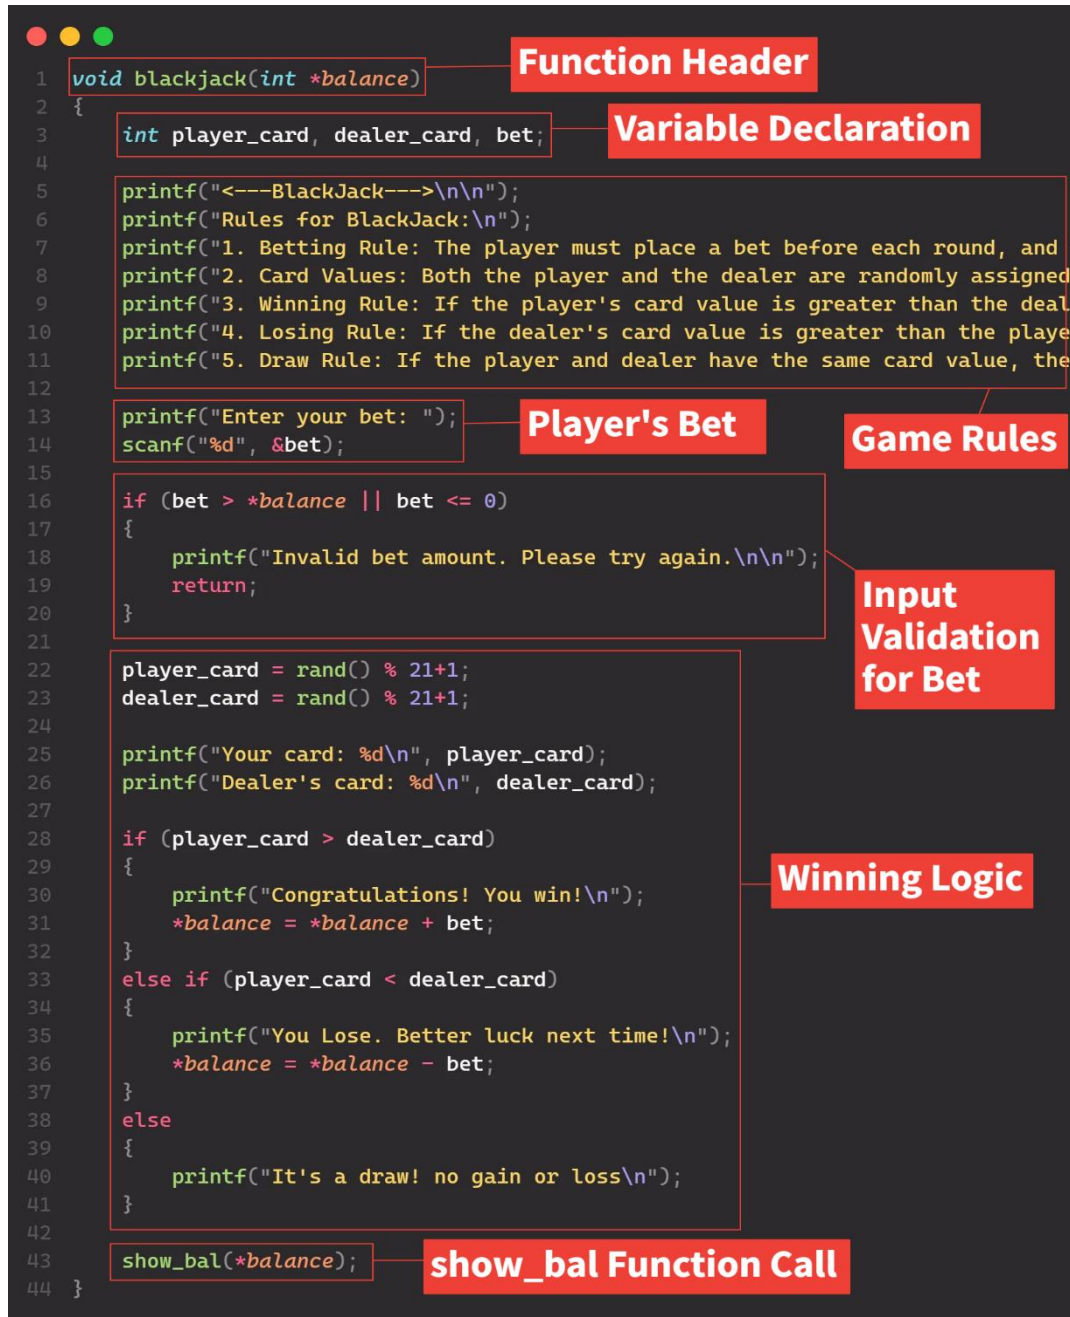 Function Header
1 void blackjack(int *balance)
2 {
Variable Declaration
3 int player_card, dealer_card, bet;
4
5 printf("<---BlackJack--->\n\n");
6 printf("Rules for BlackJack:\n");
7 printf("1. Betting Rule: The player must place a bet before each round, and
8 printf("2. Card Values: Both the player and the dealer are randomly assigned
9 printf("3. Winning Rule: If the player's card value is greater than the deal
10 printf("4. Losing Rule: If the dealer's card value is greater than the playe
11 printf("5. Draw Rule: If the player and dealer have the same card value, the
12
Game Rules
13 printf("Enter your bet: ");
14 scanf("%d", &bet);
Player's Bet
15
16 if (bet > *balance || bet <= 0)
17 {
18 printf("Invalid bet amount. Please try again.\n\n");
19 return;
20 }
Input
Validation
for Bet
21
22 player_card = rand() % 21+1;
23 dealer_card = rand() % 21+1;
24
25 printf("Your card: %d\n", player_card);
26 printf("Dealer's card: %d\n", dealer_card);
27
28 if (player_card > dealer_card)
29 {
30 printf("Congratulations! You win!\n");
31 *balance = *balance + bet;
32 }
33 else if (player_card < dealer_card)
34 {
35 printf("You Lose. Better luck next time!\n");
36 *balance = *balance - bet;
37 }
38 else
39 {
40 printf("It's a draw! no gain or loss\n");
41 }
Winning Logic
42
43 show_bal(*balance);
show_bal Function Call
44 }